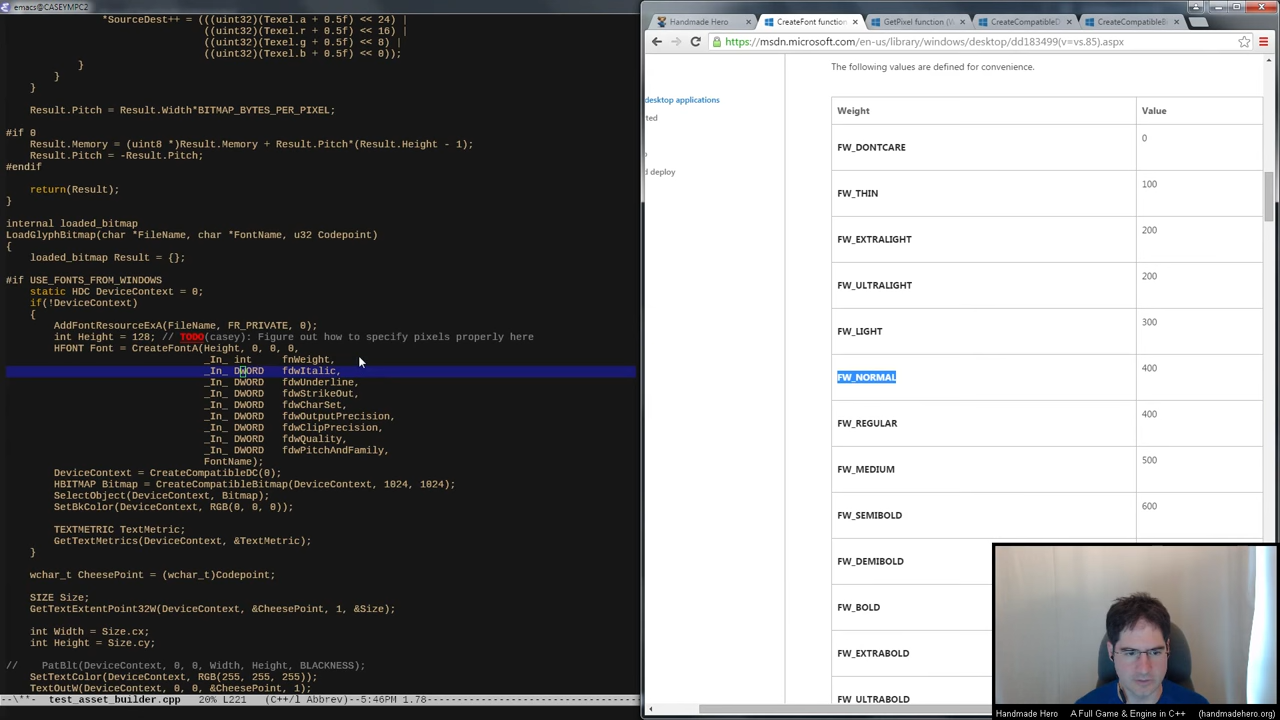 emacs@CASEYMPC2
*SourceDest++ = (((uint32)(Texel.a + 0.5f) << 24) |
((uint32)(Texel.r + 0.5f) << 16) |
((uint32)(Texel.g + 0.5f) << 8) |
((uint32)(Texel.b + 0.5f) << 0));
}
}
}
Result.Pitch = Result.Width*BITMAP_BYTES_PER_PIXEL;
#if 0
Result.Memory = (uint8 *)Result.Memory + Result.Pitch*(Result.Height - 1);
Result.Pitch = -Result.Pitch;
#endif
return(Result);
}
internal loaded_bitmap
LoadGlyphBitmap(char *FileName, char *FontName, u32 Codepoint)
{
loaded_bitmap Result = {};
#if USE_FONTS_FROM_WINDOWS
static HDC DeviceContext = 0;
if(!DeviceContext)
{
AddFontResourceExA(FileName, FR_PRIVATE, 0);
int Height = 128; // TODO(casey): Figure out how to specify pixels properly here
HFONT Font = CreateFontA(Height, 0, 0, 0,
_In_ int fnWeight,
_In_ DWORD fdwItalic,
_In_ DWORD fdwUnderline,
_In_ DWORD fdwStrikeOut,
_In_ DWORD fdwCharSet,
_In_ DWORD fdwOutputPrecision,
_In_ DWORD fdwClipPrecision,
_In_ DWORD fdwQuality,
_In_ DWORD fdwPitchAndFamily,
FontName);
DeviceContext = CreateCompatibleDC(0);
HBITMAP Bitmap = CreateCompatibleBitmap(DeviceContext, 1024, 1024);
SelectObject(DeviceContext, Bitmap);
SetBkColor(DeviceContext, RGB(0, 0, 0));
TEXTMETRIC TextMetric;
GetTextMetrics(DeviceContext, &TextMetric);
}
wchar_t CheesePoint = (wchar_t)Codepoint;
SIZE Size;
GetTextExtentPoint32W(DeviceContext, &CheesePoint, 1, &Size);
int Width = Size.cx;
int Height = Size.cy;
// PatBlt(DeviceContext, 0, 0, Width, Height, BLACKNESS);
SetTextColor(DeviceContext, RGB(255, 255, 255));
TextOutW(DeviceContext, 0, 0, &CheesePoint, 1);
--\**- test_asset_builder.cpp 20% L221 (C++/l Abbrev)--5:46PM 1.78
Handmade Hero
CreateFont function
GetPixel function (W
CreateCompatibleD
CreateCompatibleB
https://msdn.microsoft.com/en-us/library/windows/desktop/dd183499(v=vs.85).aspx
desktop applications
ted
d deploy
The following values are defined for convenience.
Weight Value
FW_DONTCARE 0
FW_THIN 100
FW_EXTRALIGHT 200
FW_ULTRALIGHT 200
FW_LIGHT 300
FW_NORMAL 400
FW_REGULAR 400
FW_MEDIUM 500
FW_SEMIBOLD 600
FW_DEMIBOLD
FW_BOLD
FW_EXTRABOLD
FW_ULTRABOLD
Handmade Hero A Full Game & Engine in C++ (handmadehero.org)